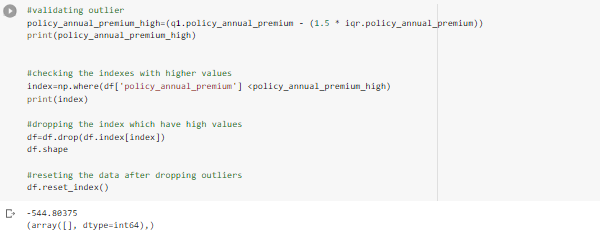 #validating outlier
policy_annual_premium_high=(q1.policy_annual_premium - (1.5 * iqr.policy_annual_premium))
print(policy_annual_premium_high)
#checking the indexes with higher values
index=np.where(df['policy_annual_premium'] <policy_annual_premium_high)
print(index)
#dropping the index which have high values
df=df.drop(df.index[index])
df.shape
#reseting the data after dropping outliers
df.reset_index()
-544.80375
(array([], dtype=int64),)